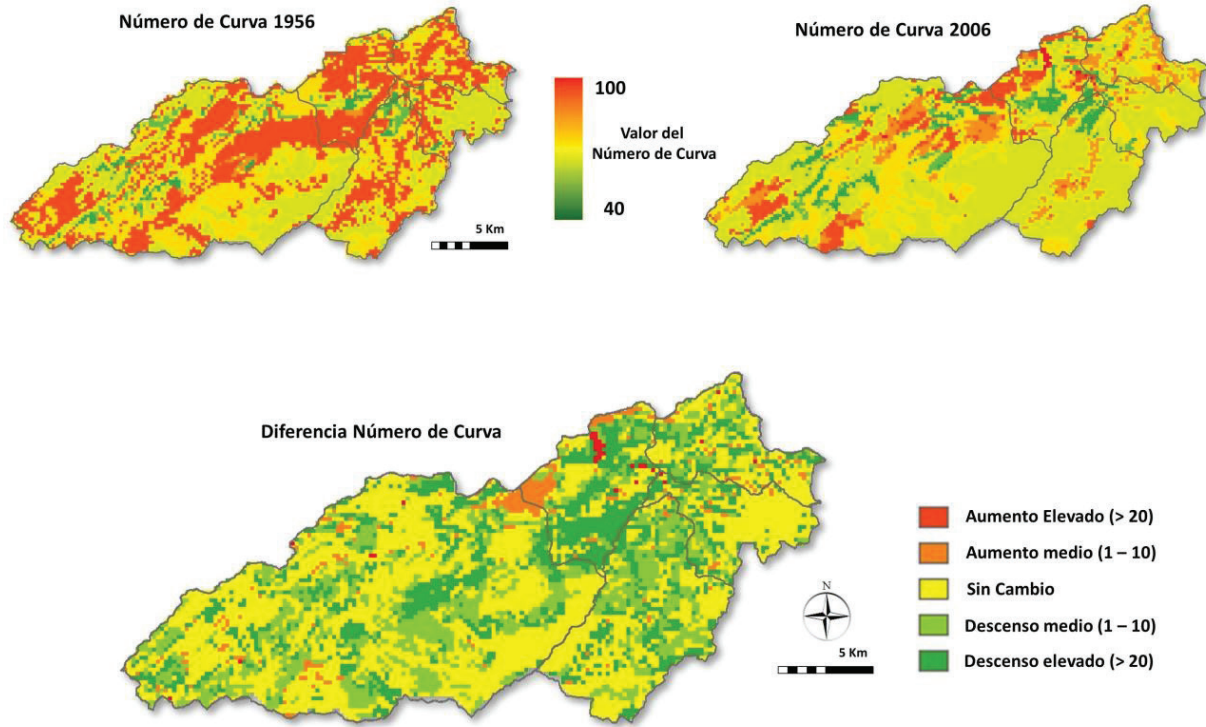 Número de Curva 1956
Número de Curva 2006
100
Valor del
Número de Curva
40
5 Km
Diferencia Número de Curva
N
5 Km
Aumento Elevado (> 20)
Aumento medio (1 – 10)
Sin Cambio
Descenso medio (1 – 10)
Descenso elevado (> 20)